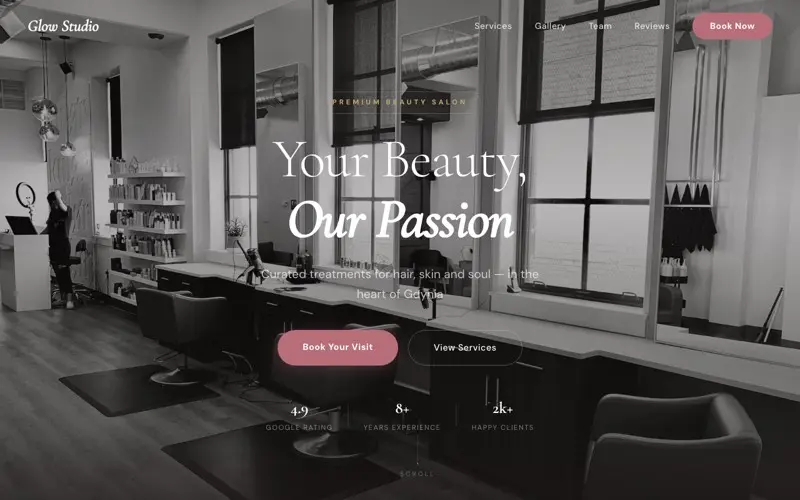 Glow Studio
Services
Gallery
Team
Reviews
Book Now
PREMIUM BEAUTY SALON
Your Beauty,
Our Passion
Curated treatments for hair, skin and soul — in the
heart of Gdynia
Book Your Visit
View Services
4.9
8+
2k+
GOOGLE RATING
YEARS EXPERIENCE
HAPPY CLIENTS
SCROLL